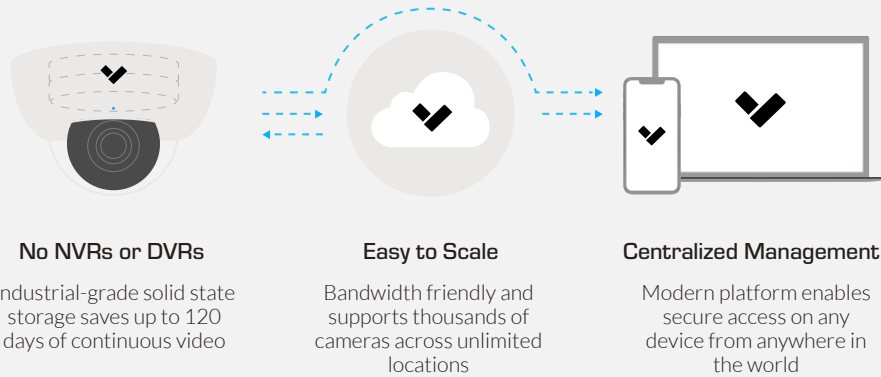 No NVRs or DVRs
ndustrial-grade solid state
storage saves up to 120
days of continuous video
Easy to Scale
Bandwidth friendly and
supports thousands of
cameras across unlimited
locations
Centralized Management
Modern platform enables
secure access on any
device from anywhere in
the world